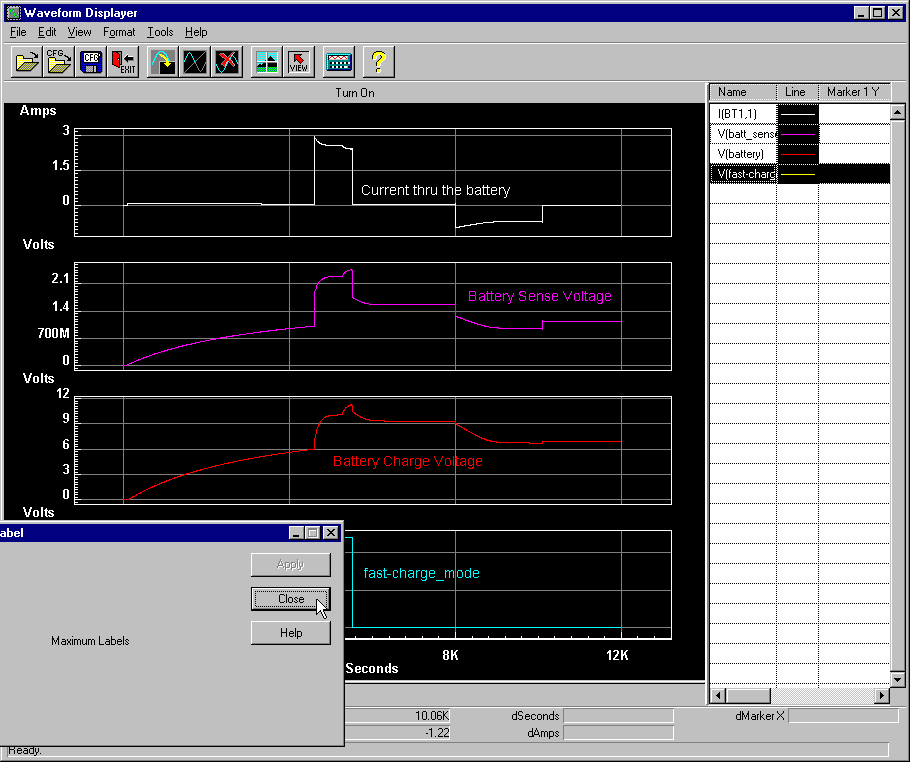 Waveform Displayer
File Edit View Format Tools Help
CFG CFG EXIT VIEW ?
Turn On
Name Line Marker 1 Y
I(BT1,1)
V(batt_sens
V(battery)
V(fast-charg
Amps
3
1.5
0
Current thru the battery
Volts
2.1
1.4
700M
0
Battery Sense Voltage
Volts
12
9
6
3
0
Battery Charge Voltage
Volts
fast-charge_mode
8K 12K
Seconds
abel
Apply
Close
Help
Maximum Labels
10.06K dSeconds dMarker X
-1.22 dAmps
Ready.